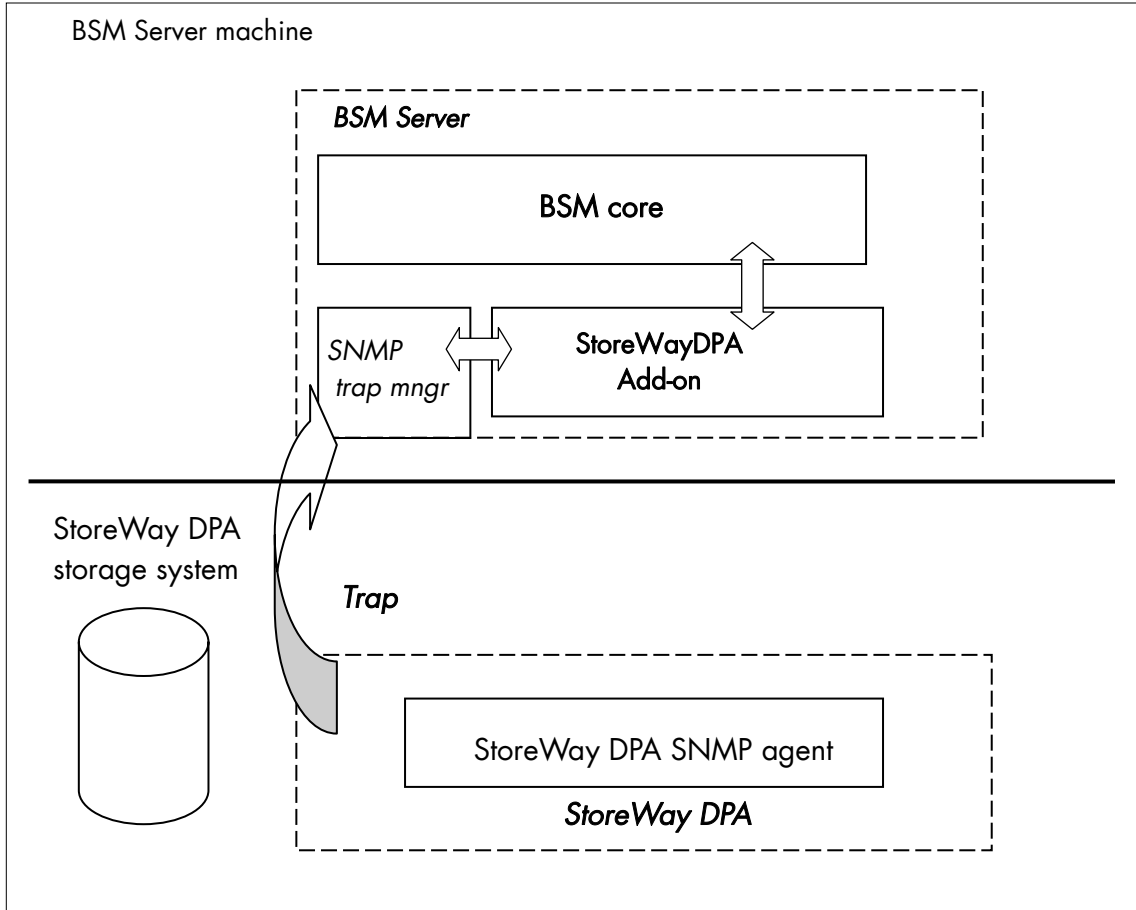 BSM Server machine
BSM Server
BSM core
SNMP
trap mngr
StoreWayDPA
Add-on
StoreWay DPA
storage system
Trap
StoreWay DPA SNMP agent
StoreWay DPA